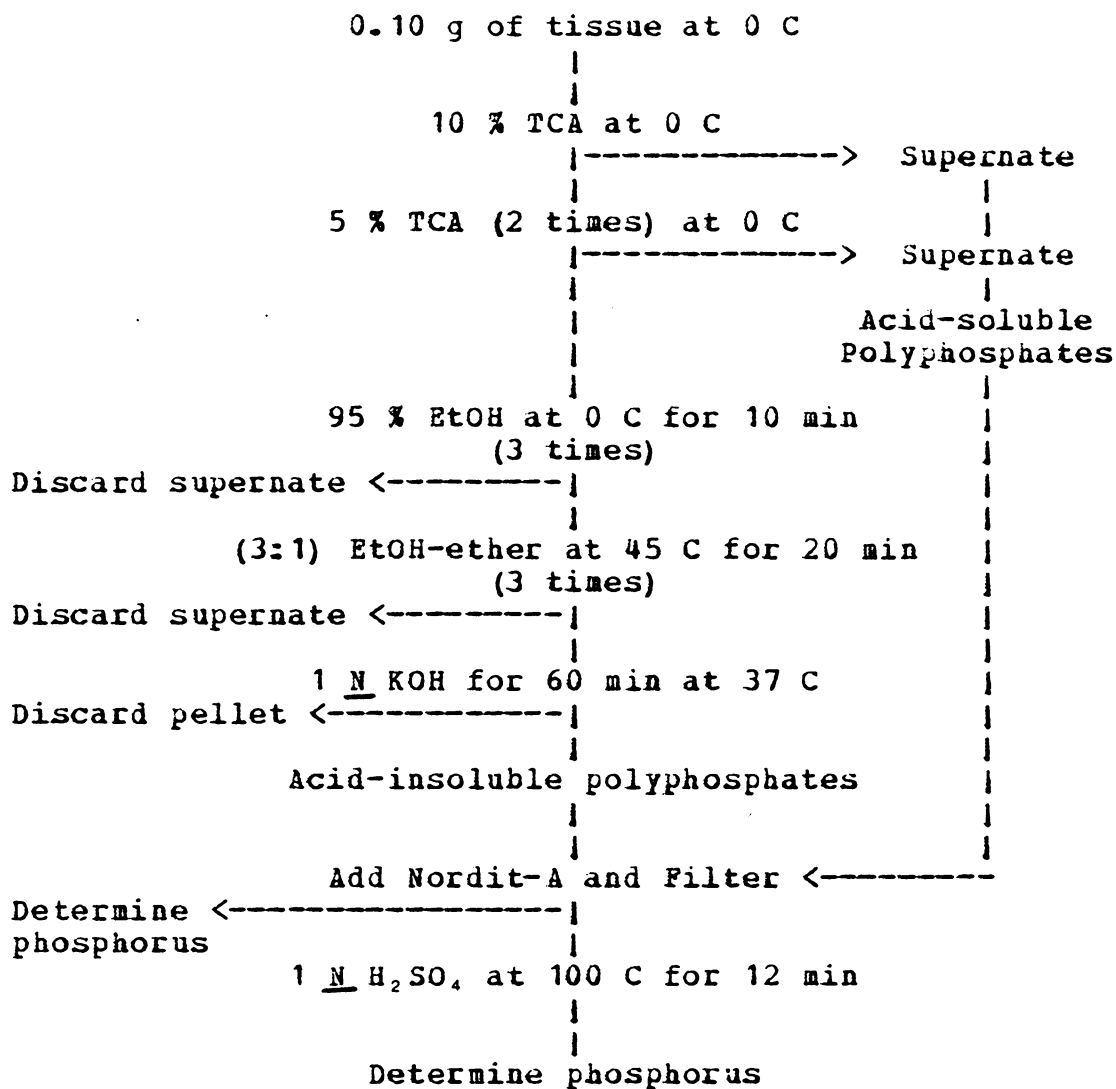 0.10 g of tissue at 0 C
10 % TCA at 0 C
Supernate
5 % TCA (2 times) at 0 C
Supernate
Acid-soluble
Polyphosphates
95 % EtOH at 0 C for 10 min
(3 times)
Discard supernate
(3:1) EtOH-ether at 45 C for 20 min
(3 times)
Discard supernate
1 N KOH for 60 min at 37 C
Discard pellet
Acid-insoluble polyphosphates
Add Nordit-A and Filter
Determine
phosphorus
1 N H₂SO₄ at 100 C for 12 min
Determine phosphorus